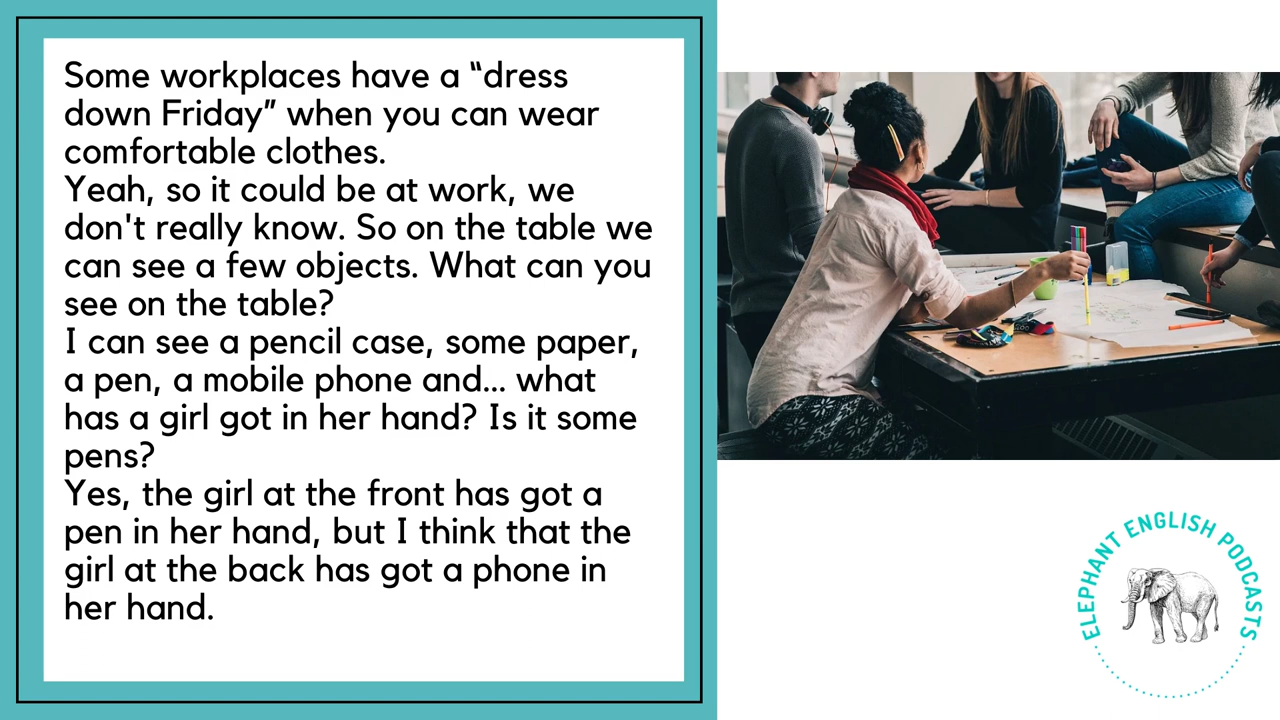 Some workplaces have a “dress
down Friday” when you can wear
comfortable clothes.
Yeah, so it could be at work, we
don't really know. So on the table we
can see a few objects. What can you
see on the table?
I can see a pencil case, some paper,
a pen, a mobile phone and... what
has a girl got in her hand? Is it some
pens?
Yes, the girl at the front has got a
pen in her hand, but I think that the
girl at the back has got a phone in
her hand.
ELEPHANT ENGLISH PODCASTS